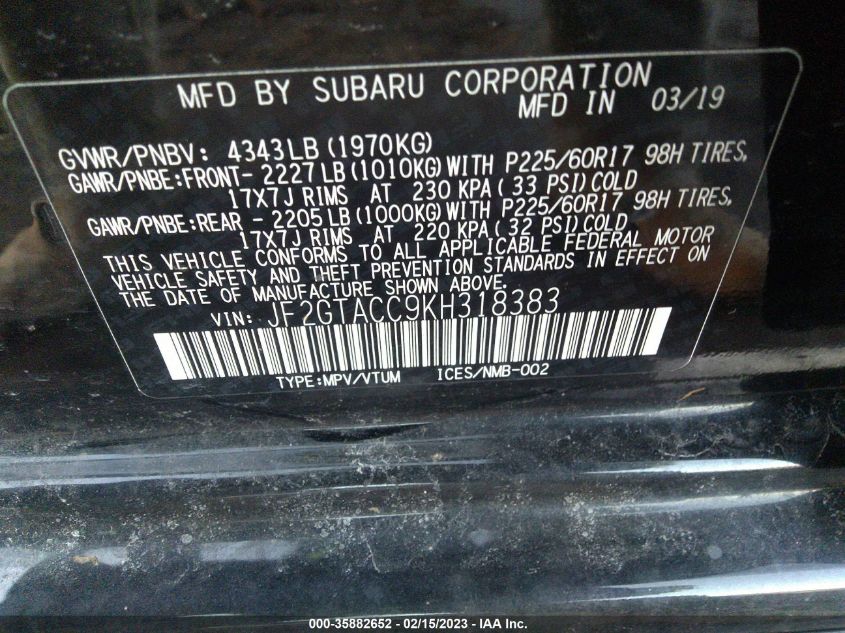 MFD BY SUBARU CORPORATION
MFD IN 03/19
GVWR/PNBV: 4343LB(1970KG)
GAWR/PNBE:FRONT- 2227LB(1010KG)WITH P225/60R17 98H TIRES,
17X7J RIMS AT 230 KPA(33 PSI)COLD
GAWR/PNBE:REAR - 2205LB(1000KG)WITH P225/60R17 98H TIRES,
17X7J RIMS AT 220 KPA(32 PSI)COLD
THIS VEHICLE CONFORMS TO ALL APPLICABLE FEDERAL MOTOR
VEHICLE SAFETY AND THEFT PREVENTION STANDARDS IN EFFECT ON
THE DATE OF MANUFACTURE SHOWN ABOVE.
VIN: JF2GTACC9KH318383
TYPE:MPV/VTUM ICES/NMB-002
000-35882652 - 02/15/2023 - IAA Inc.